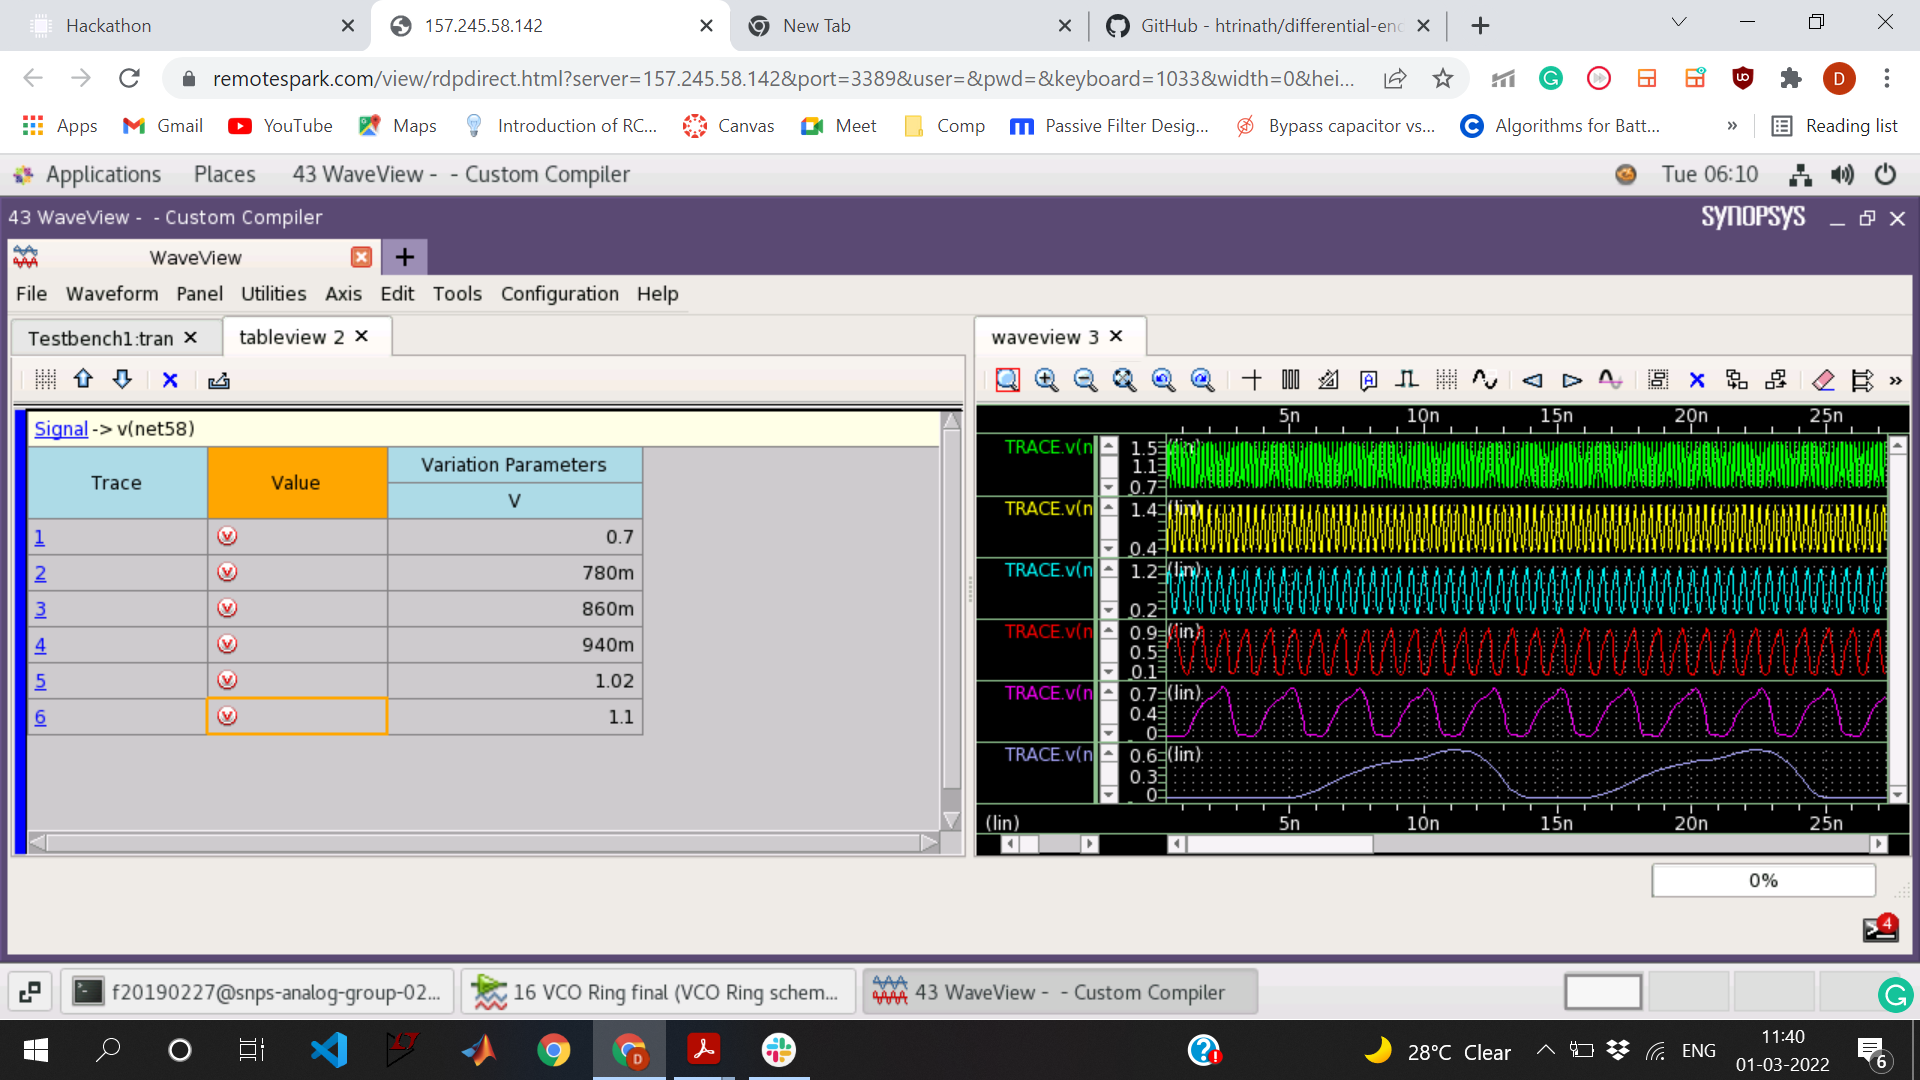 Hackathon
157.245.58.142
New Tab
GitHub - htrinath/differential-enc
remotespark.com/view/rdpdirect.html?server=157.245.58.142&port=3389&user=&pwd=&keyboard=1033&width=0&hei...
D
Apps
Gmail
YouTube
Maps
Introduction of RC...
Canvas
Meet
Comp
Passive Filter Desig...
Bypass capacitor vs...
Algorithms for Batt...
»
Reading list
Applications Places 43 WaveView - - Custom Compiler
Tue 06:10
43 WaveView - - Custom Compiler
SYNOPSYS
WaveView
File Waveform Panel Utilities Axis Edit Tools Configuration Help
Testbench1:tran
tableview 2
Signal -> v(net58)
Trace Value Variation Parameters
V
1 0.7
2 780m
3 860m
4 940m
5 1.02
6 1.1
waveview 3
»
5n 10n 15n 20n 25n
TRACE.v(n 1.5 (lin)
1.1
0.7
TRACE.v(n 1.4 (lin)
0.4
TRACE.v(n 1.2 (lin)
0.2
TRACE.v(n 0.9 (lin)
0.5
0.1
TRACE.v(n 0.7 (lin)
0.4
0
TRACE.v(n 0.6 (lin)
0.3
0
(lin) 5n 10n 15n 20n 25n
0%
4
f20190227@snps-analog-group-02...
16 VCO Ring final (VCO Ring schem...
43 WaveView - - Custom Compiler
D
28°C Clear
ENG
11:40
01-03-2022
6